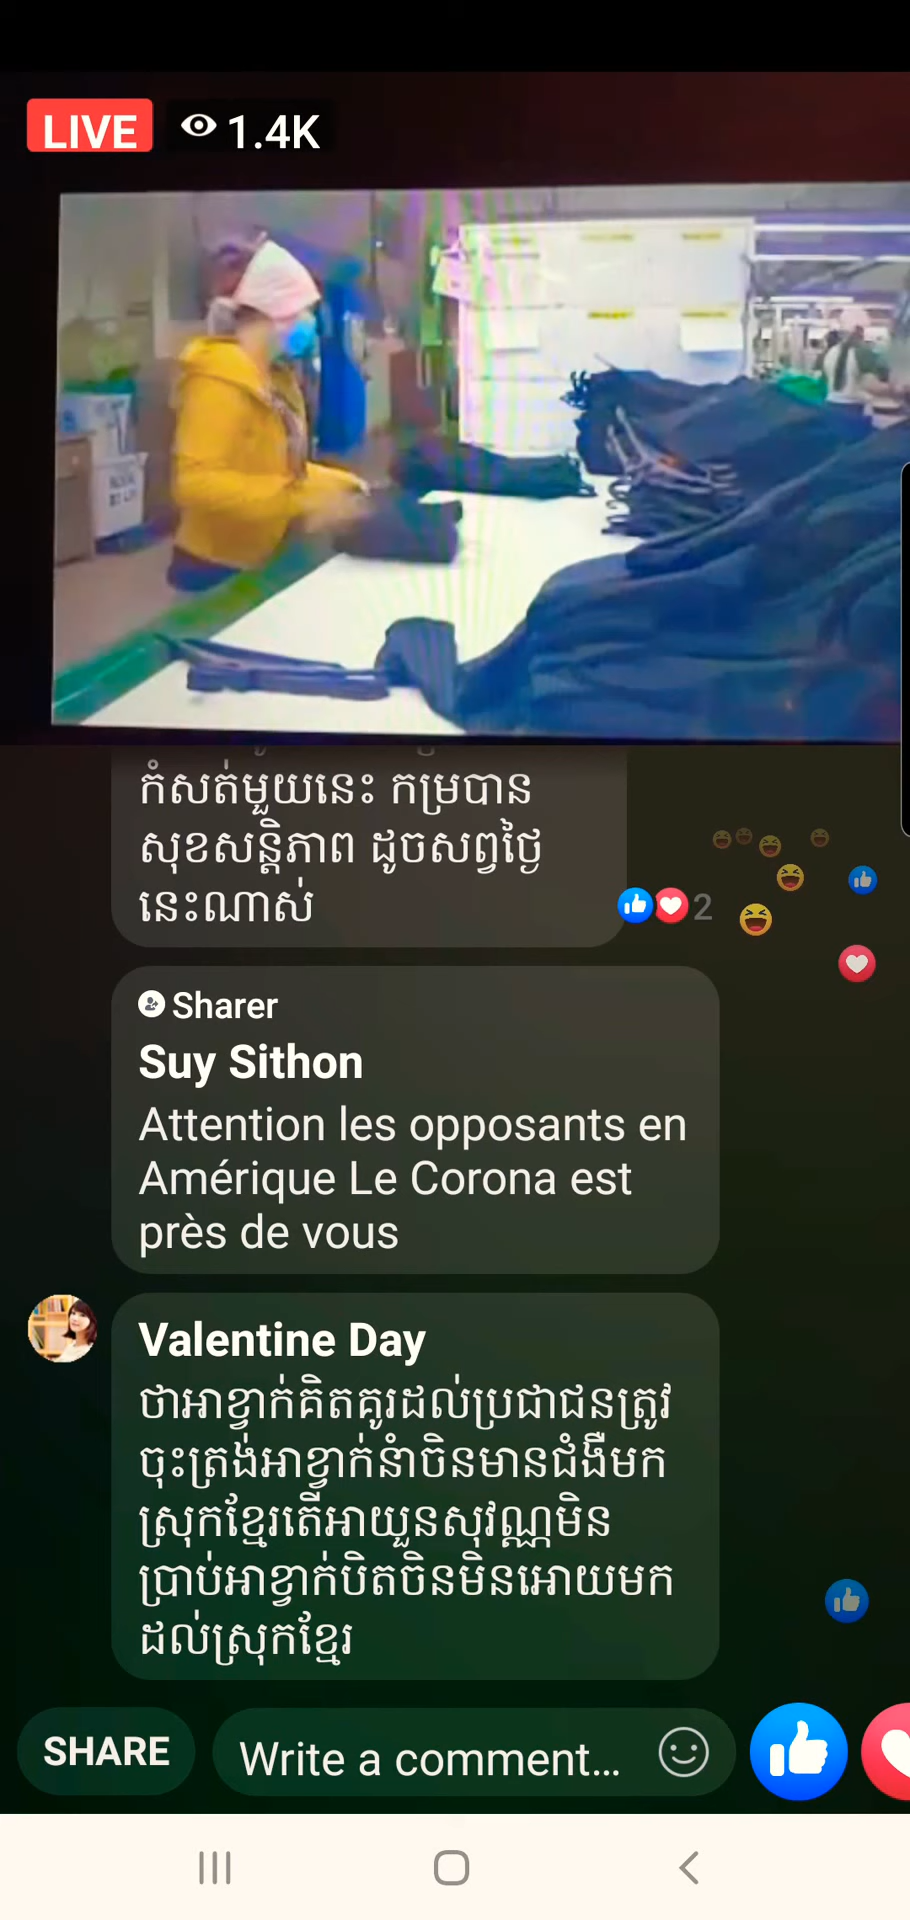 LIVE 1.4K
កំសត់មួយនេះ កម្របាន
សុខសន្តិភាព ដូចសព្វថ្ងៃ
នេះណាស់
2
Sharer
Suy Sithon
Attention les opposants en
Amérique Le Corona est
près de vous
Valentine Day
ថាអាខ្វាក់គិតគូរដល់ប្រជាជនត្រូវ
ចុះត្រង់អាខ្វាក់នំាចិនមានជំងឺមក
ស្រុកខ្មែរតើអាយួនសុវណ្ណមិន
ប្រាប់អាខ្វាក់បិតចិនមិនអោយមក
ដល់ស្រុកខ្មែរ
SHARE
Write a comment...